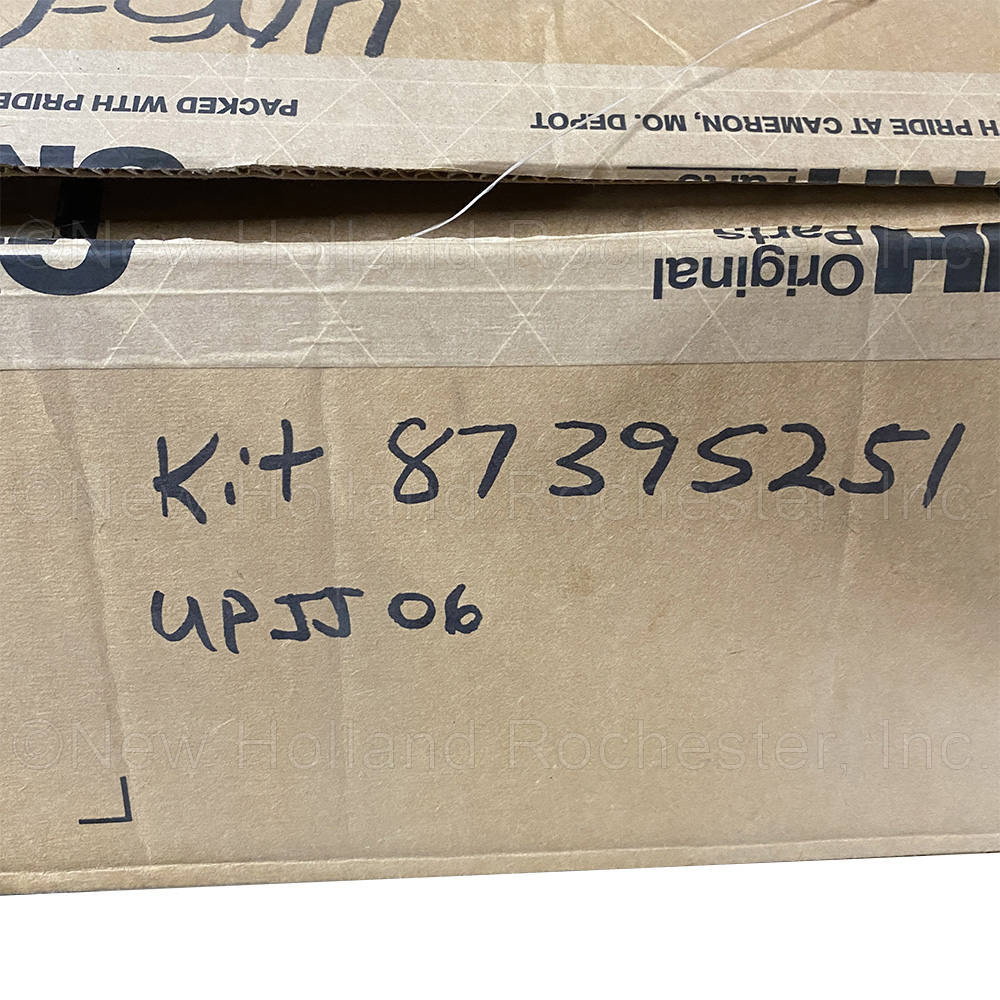 PACKED WITH PRIDE
H PRIDE AT CAMERON, MO. DEPOT
Parts
©New Holland Rochester, Inc.
Original
Parts
Kit 87395251
©New Holland Rochester, Inc.
UPJJ06
©New Holland Rochester, Inc.